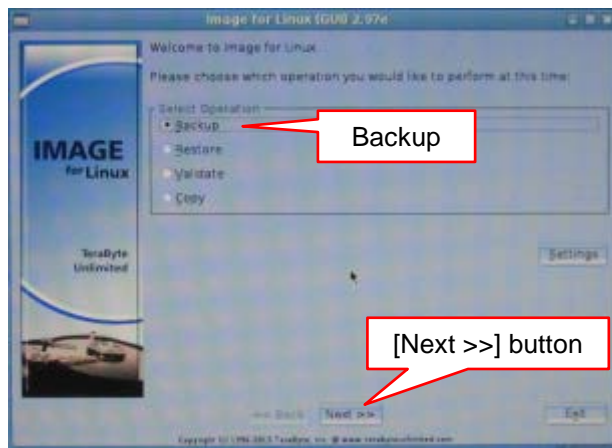 Image for Linux (GUI) 2.97e
Welcome to Image for Linux
Please choose which operation you would like to perform at this time:
Select Operation
Backup
Restore
Validate
Copy
Backup
IMAGE
for Linux
TeraByte
Unlimited
Settings
[Next >>] button
<< Back
Next >>
Exit